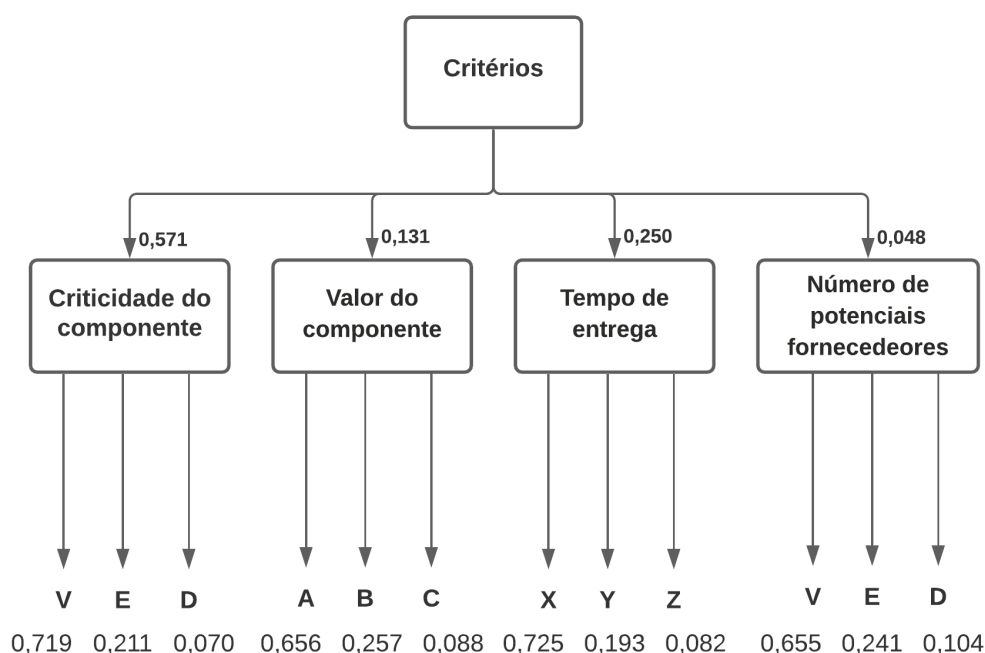 Critérios
0,571
0,131
0,250
0,048
Criticidade do
componente
Valor do
componente
Tempo de
entrega
Número de
potenciais
fornecedeores
V E D
A B C
X Y Z
V E D
0,719 0,211 0,070
0,656 0,257 0,088
0,725 0,193 0,082
0,655 0,241 0,104